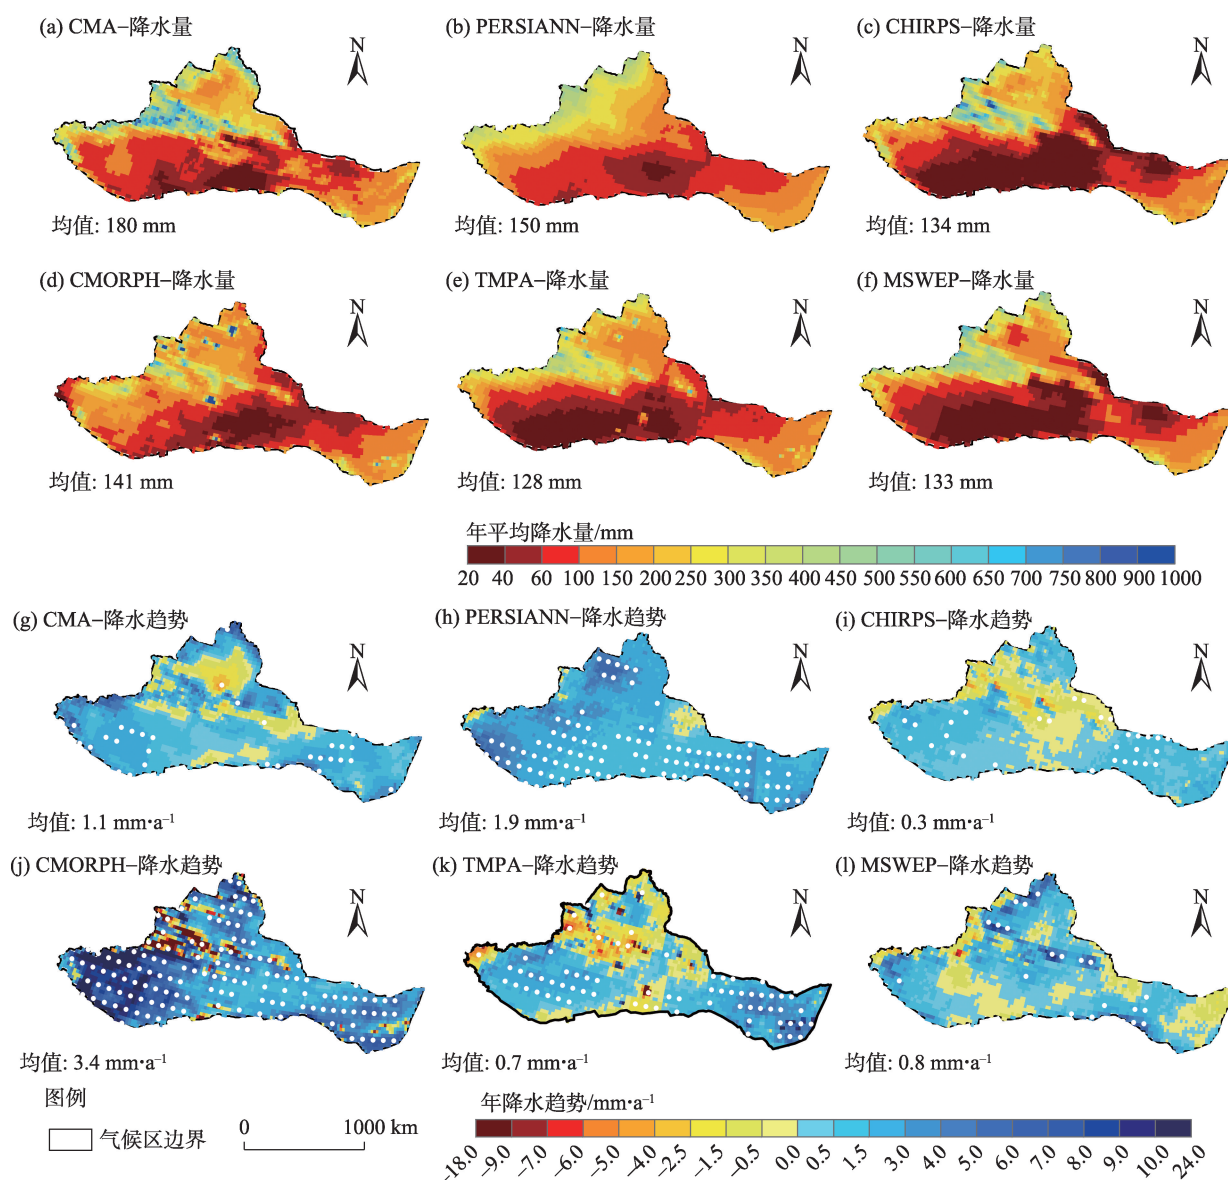 (a) CMA–降水量
(b) PERSIANN–降水量
(c) CHIRPS–降水量
N
N
N
均值: 180 mm
150 mm
134 mm
(d) CMORPH–降水量
(e) TMPA–降水量
(f) MSWEP–降水量
N
N
N
均值: 141 mm
均值: 128 mm
均值: 133 mm
年平均降水量/mm
20 40 60 100 150 200 250 300 350 400 450 500 550 600 650 700 750 800 900 1000
(g) CMA–降水趋势
(h) PERSIANN–降水趋势
(i) CHIRPS–降水趋势
N
N
N
均值: 1.1 mm•a⁻¹
均值: 1.9 mm•a⁻¹
均值: 0.3 mm•a⁻¹
(j) CMORPH–降水趋势
(k) TMPA–降水趋势
(l) MSWEP–降水趋势
N
N
N
均值: 3.4 mm•a⁻¹
均值: 0.7 mm•a⁻¹
均值: 0.8 mm•a⁻¹
图例
气候区边界
0 1000 km
年降水趋势/mm•a⁻¹
-18.0 -9.0 -7.0 -6.0 -5.0 -4.0 -2.5 -1.5 -0.5 0.0 0.5 1.5 3.0 4.5 6.0 7.0 8.0 9.0 10.0 24.0